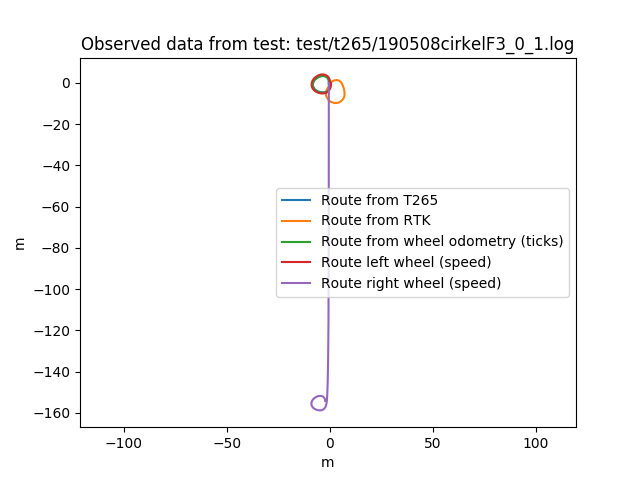 Observed data from test: test/t265/190508cirkelF3_0_1.log
0
−20
−40
−60
−80
−100
−120
−140
−160
m
Route from T265
Route from RTK
Route from wheel odometry (ticks)
Route left wheel (speed)
Route right wheel (speed)
−100 −50 0 50 100
m